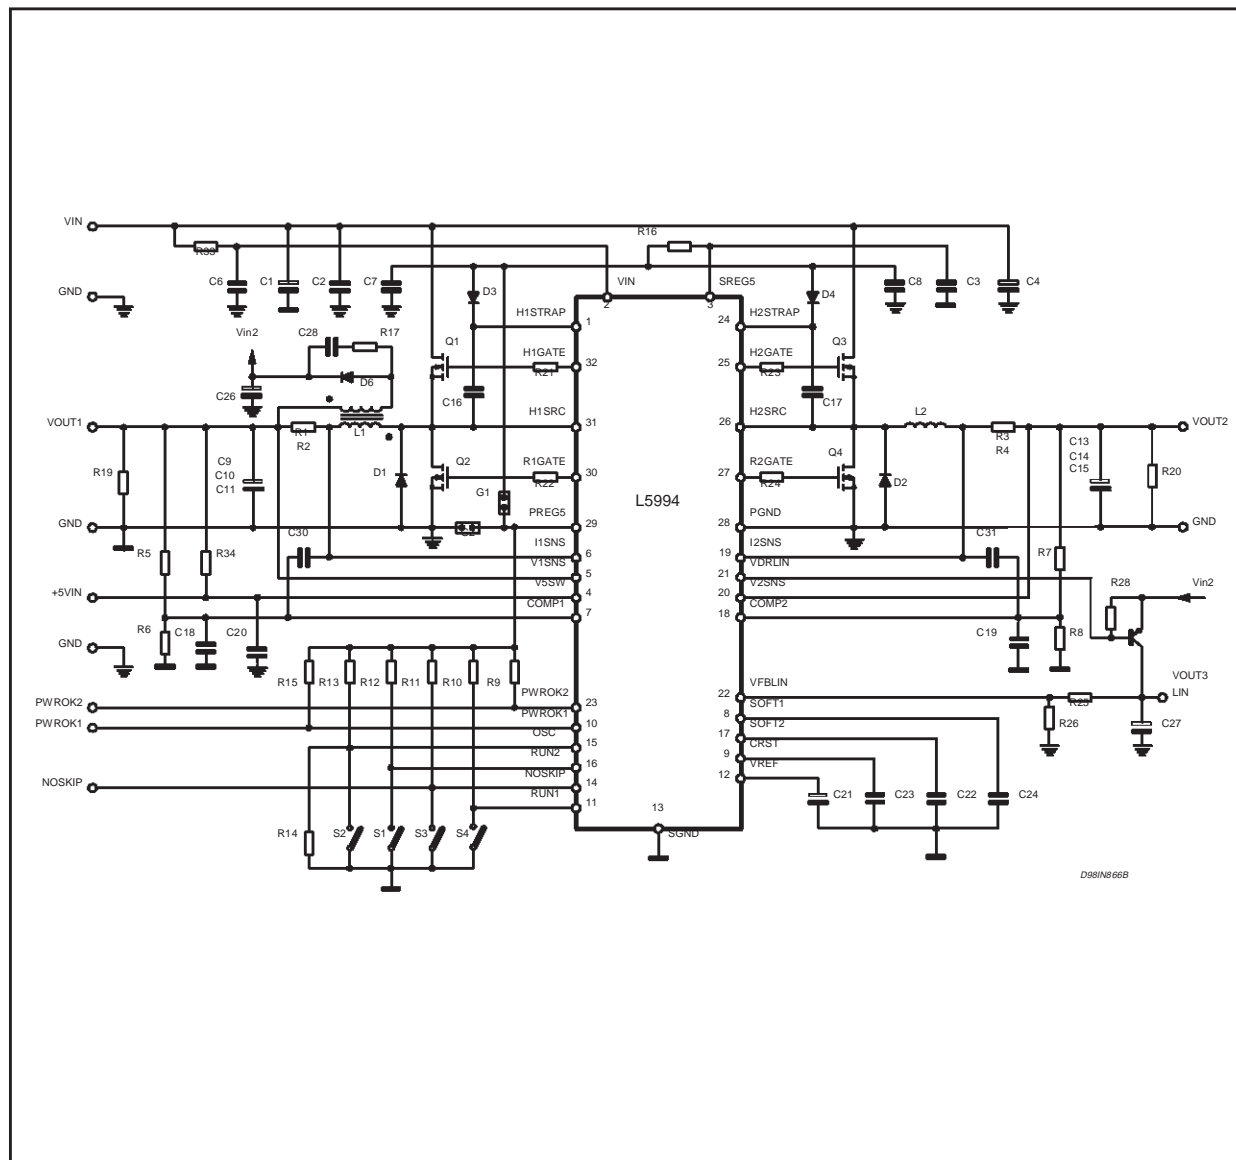 VIN
R33
R16
C6
C1
C2
C7
VIN
SREG5
C8
C3
C4
GND
2
3
D3
D4
H1STRAP
1
24
H2STRAP
Vin2
C28
R17
Q1
H1GATE
32
25
H2GATE
Q3
R21
R23
D6
C26
C16
C17
H1SRC
31
26
H2SRC
L2
VOUT1
VOUT2
R1
R2
L1
R3
R4
C13
C14
C15
R19
C9
C10
C11
D1
Q2
R1GATE
30
27
R2GATE
Q4
R22
R24
D2
R20
G1
L5994
GND
G2
PREG5
29
28
PGND
GND
C30
I1SNS
6
19
I2SNS
C31
R5
R34
R7
V1SNS
5
21
VDRLIN
+5VIN
V5SW
4
20
V2SNS
R28
Vin2
COMP1
7
18
COMP2
R6
C18
C20
C19
R8
GND
R15
R13
R12
R11
R10
R9
VFBLIN
22
VOUT3
LIN
R25
R26
C27
PWROK2
PWROK2
23
SOFT1
8
PWROK1
PWROK1
10
SOFT2
17
OSC
15
CRST
9
RUN2
16
VREF
12
NOSKIP
NOSKIP
14
RUN1
11
C21
C23
C22
C24
R14
S2
S1
S3
S4
13
SGND
D98IN866B